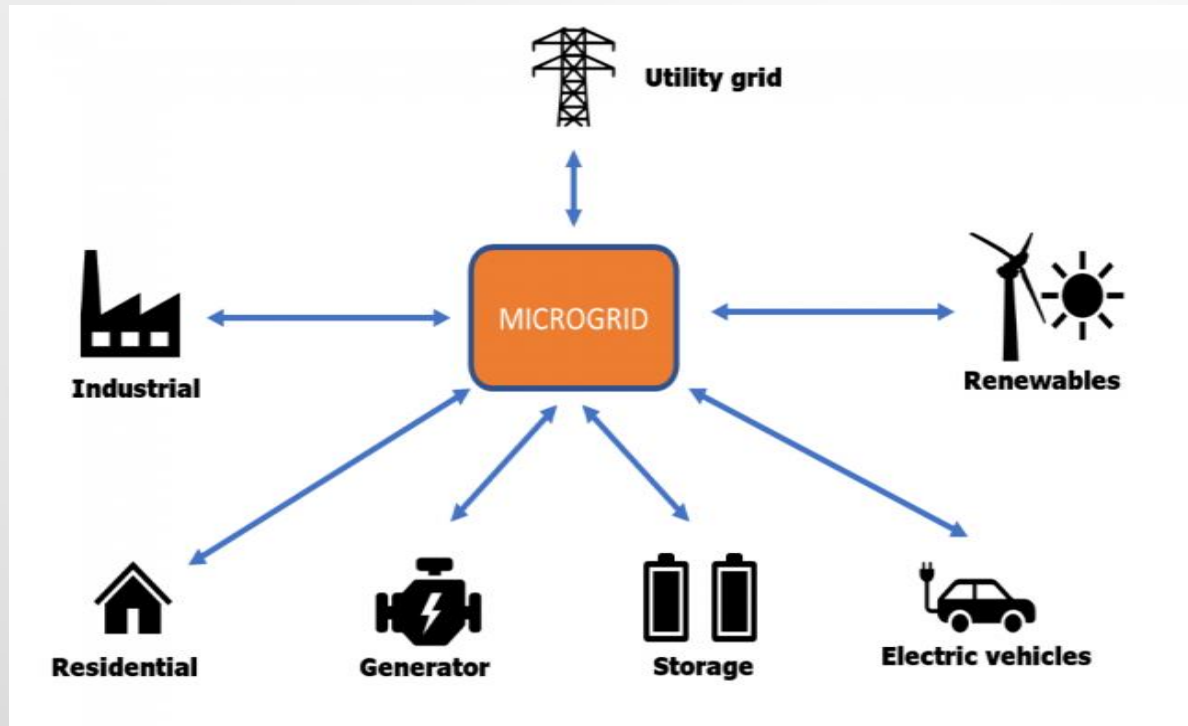 Utility grid
MICROGRID
Industrial
Renewables
Residential
Generator
Storage
Electric vehicles